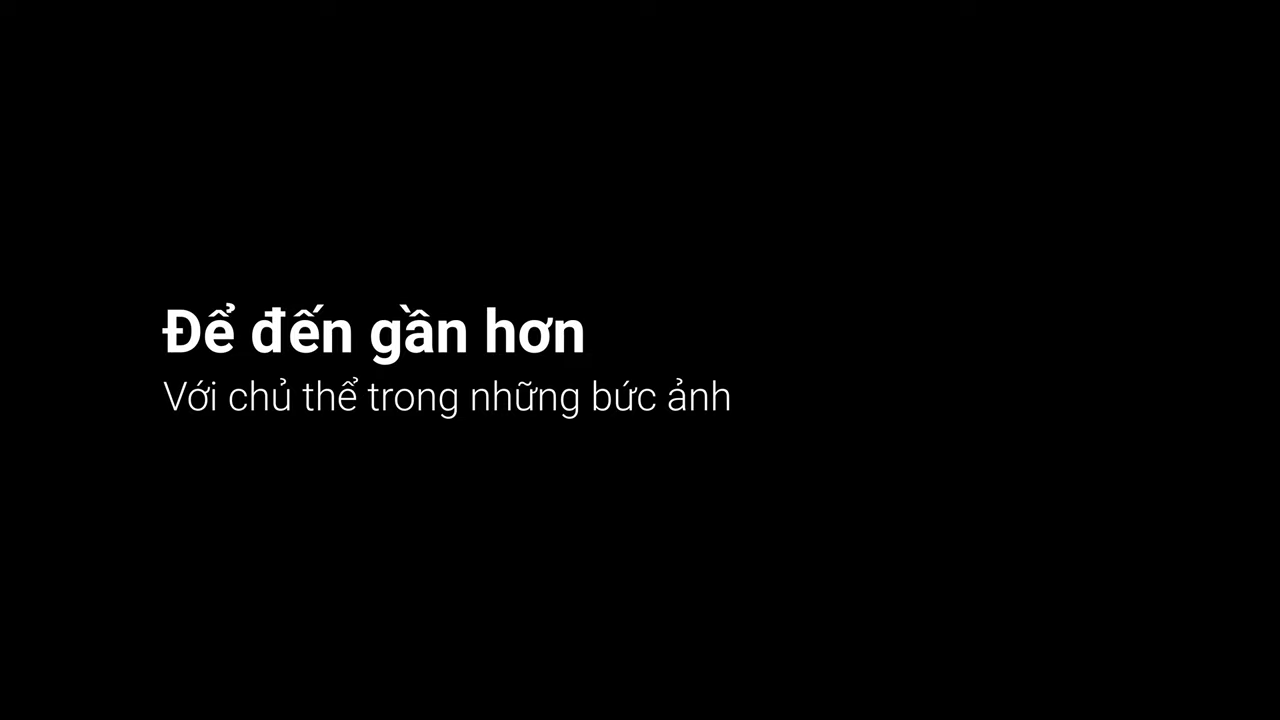 Để đến gần hơn
Với chủ thể trong những bức ảnh